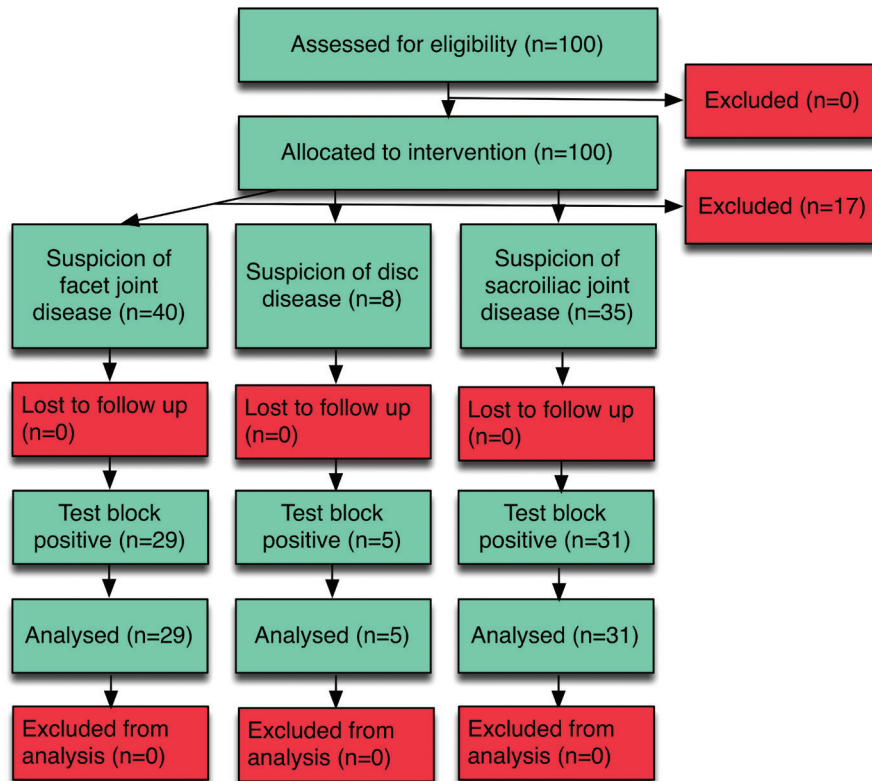 Assessed for eligibility (n=100)
Excluded (n=0)
Allocated to intervention (n=100)
Excluded (n=17)
Suspicion of
facet joint
disease (n=40)
Suspicion of disc
disease (n=8)
Suspicion of
sacroiliac joint
disease (n=35)
Lost to follow up
(n=0)
Lost to follow up
(n=0)
Lost to follow up
(n=0)
Test block
positive (n=29)
Test block
positive (n=5)
Test block
positive (n=31)
Analysed (n=29)
Analysed (n=5)
Analysed (n=31)
Excluded from
analysis (n=0)
Excluded from
analysis (n=0)
Excluded from
analysis (n=0)